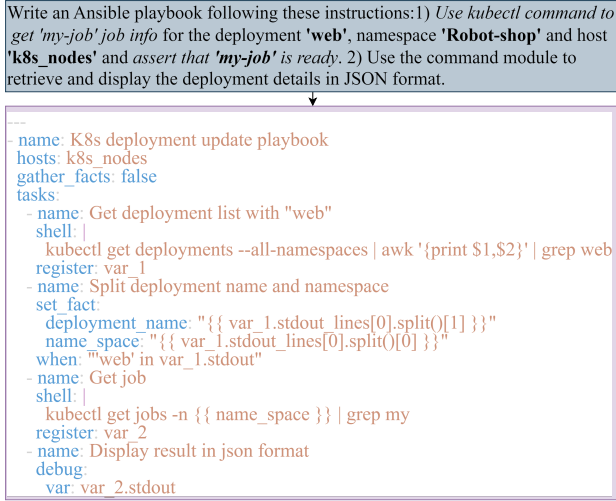 Write an Ansible playbook following these instructions:1) Use kubectl command to
get 'my-job' job info for the deployment 'web', namespace 'Robot-shop' and host
'k8s_nodes' and assert that 'my-job' is ready. 2) Use the command module to
retrieve and display the deployment details in JSON format.
---
- name: K8s deployment update playbook
hosts: k8s_nodes
gather_facts: false
tasks:
- name: Get deployment list with "web"
shell: |
kubectl get deployments --all-namespaces | awk '{print $1,$2}' | grep web
register: var_1
- name: Split deployment name and namespace
set_fact:
deployment_name: "{{ var_1.stdout_lines[0].split()[1] }}"
name_space: "{{ var_1.stdout_lines[0].split()[0] }}"
when: "'web' in var_1.stdout"
- name: Get job
shell: |
kubectl get jobs -n {{ name_space }} | grep my
register: var_2
- name: Display result in json format
debug:
var: var_2.stdout